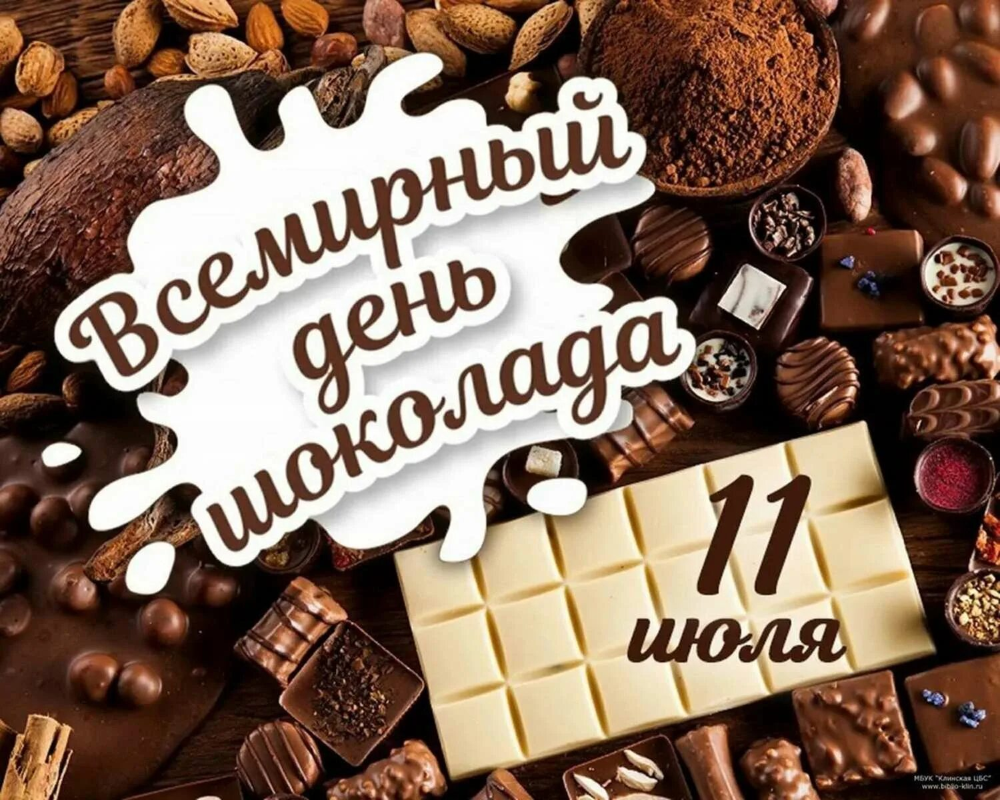 Всемирный
день
шоколада
11
июля
МБУК "Клинская ЦБС"
www.biblio-klin.ru